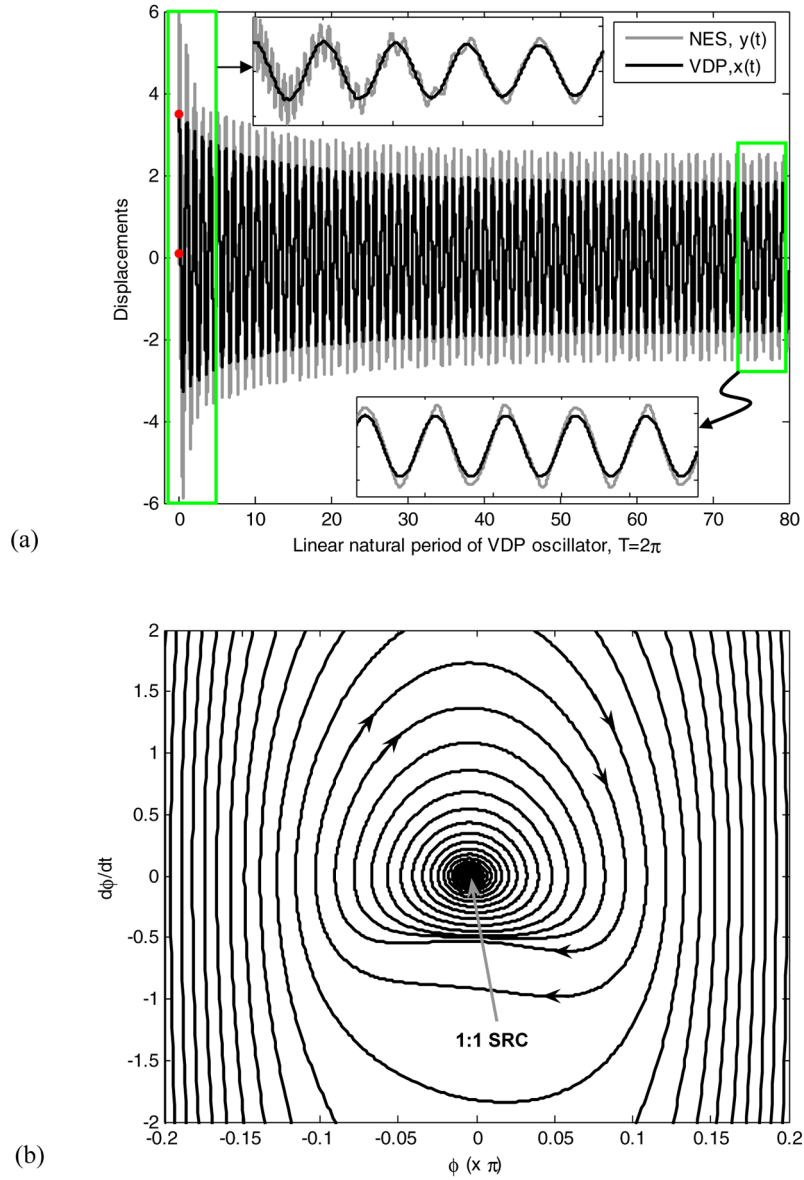 6
4
2
0
-2
-4
-6
Displacements
NES, y(t)
VDP,x(t)
0 10 20 30 40 50 60 70 80
Linear natural period of VDP oscillator, T=2π
(a)
2
1.5
1
0.5
0
-0.5
-1
-1.5
-2
dϕ/dt
1:1 SRC
-0.2 -0.15 -0.1 -0.05 0 0.05 0.1 0.15 0.2
ϕ (x π)
(b)